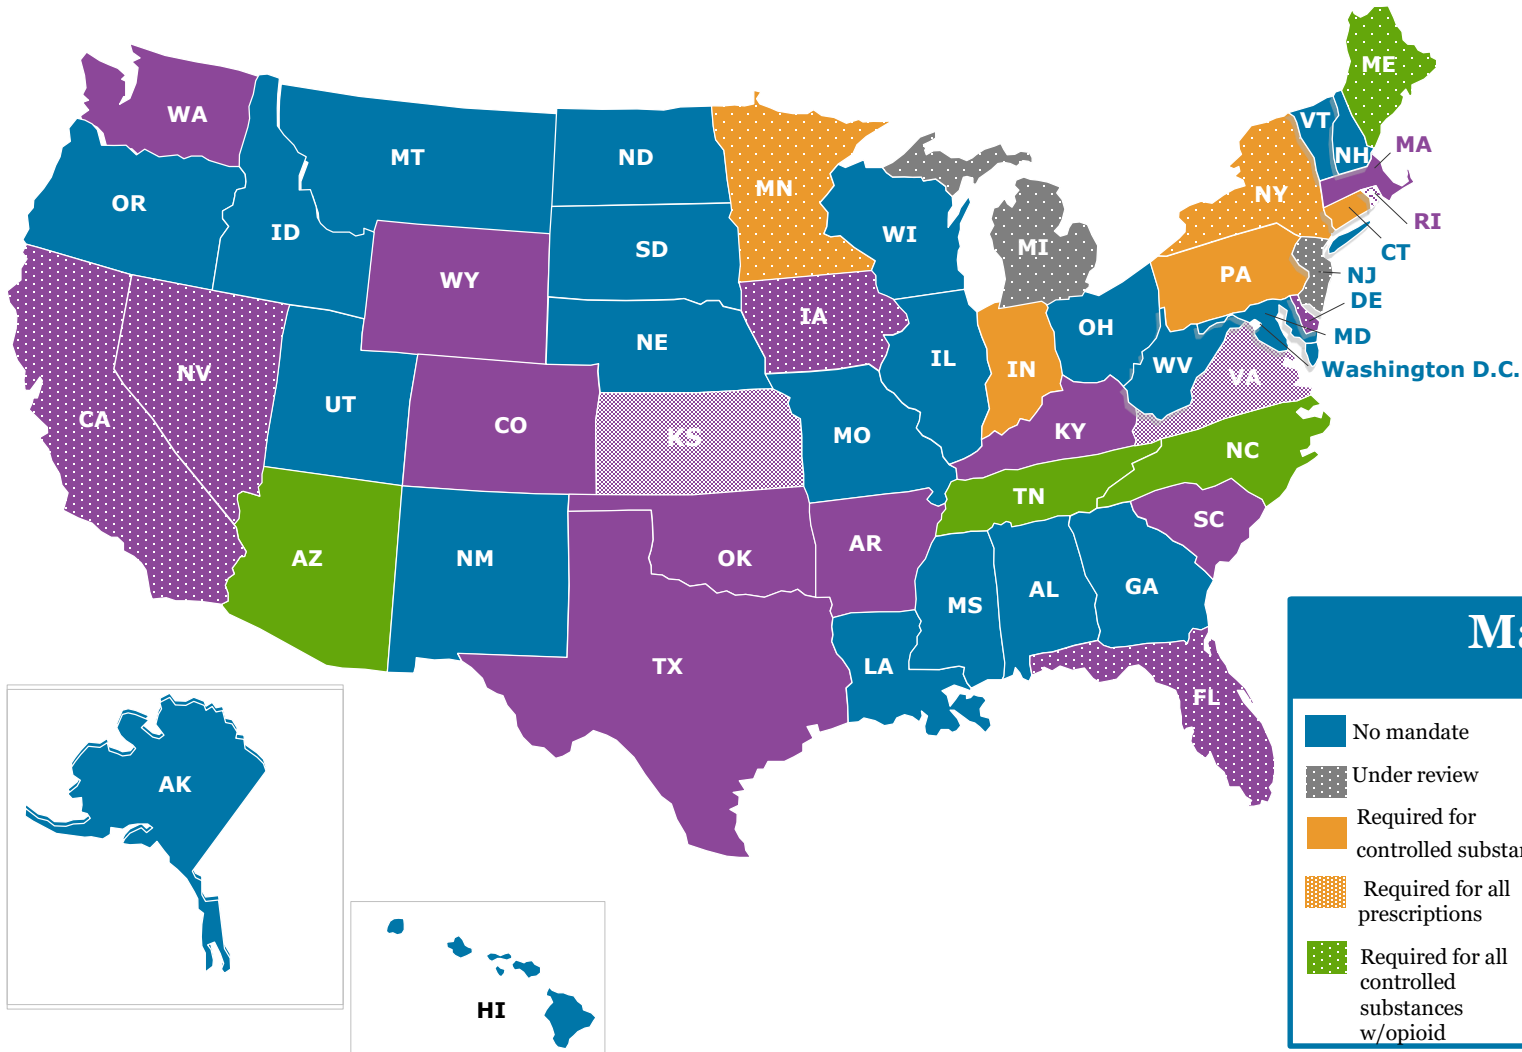 ME
WA
VT
MT
ND
NH
MA
MN
NY
OR
RI
ID
WI
SD
MI
CT
PA
NJ
WY
DE
IA
OH
MD
NE
IL
WV
Washington D.C.
NV
IN
VA
UT
CA
CO
KS
MO
KY
NC
TN
SC
AZ
NM
OK
AR
MS
AL
GA
TX
LA
FL
AK
HI
Ma
No mandate
Under review
Required for
controlled substan
Required for all
prescriptions
Required for all
controlled
substances
w/opioid